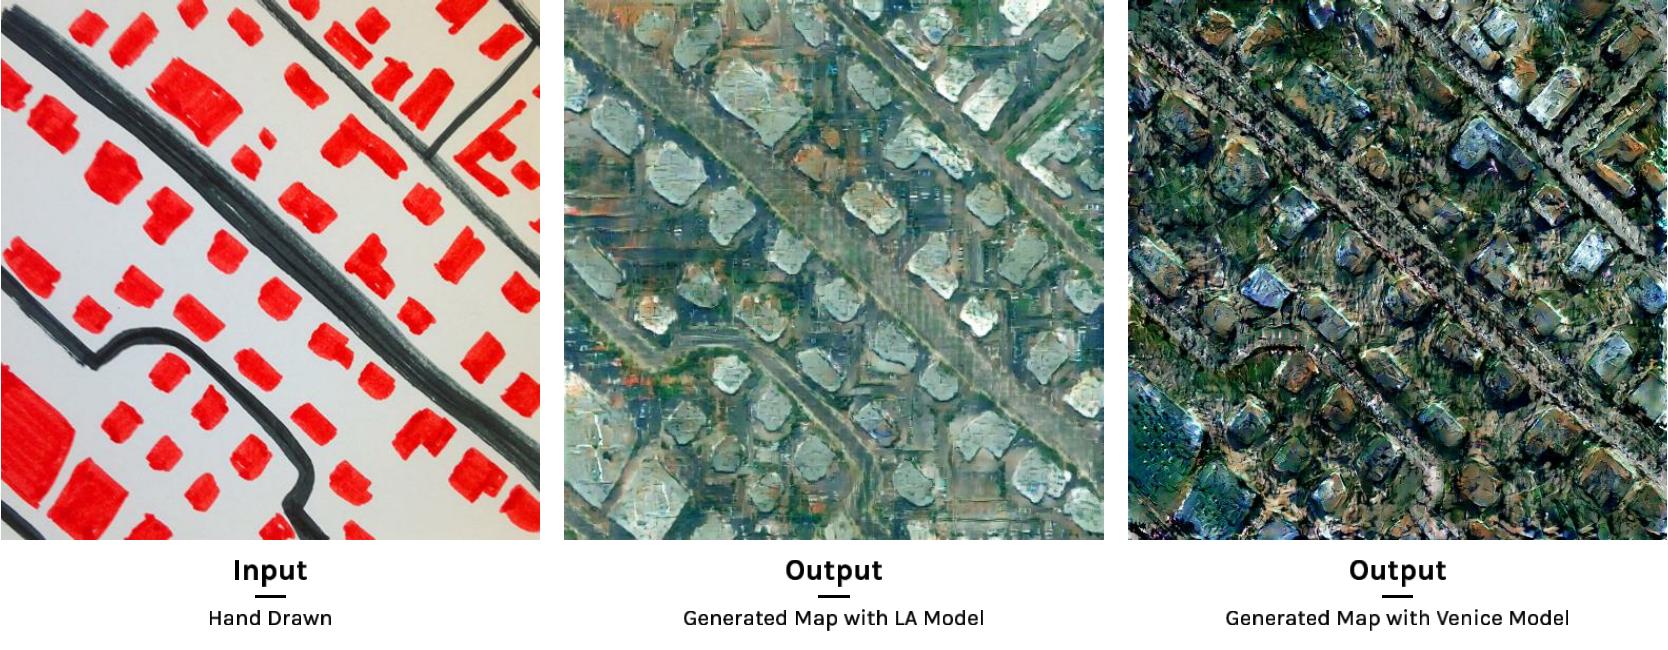 Input
Hand Drawn
Output
Generated Map with LA Model
Output
Generated Map with Venice Model